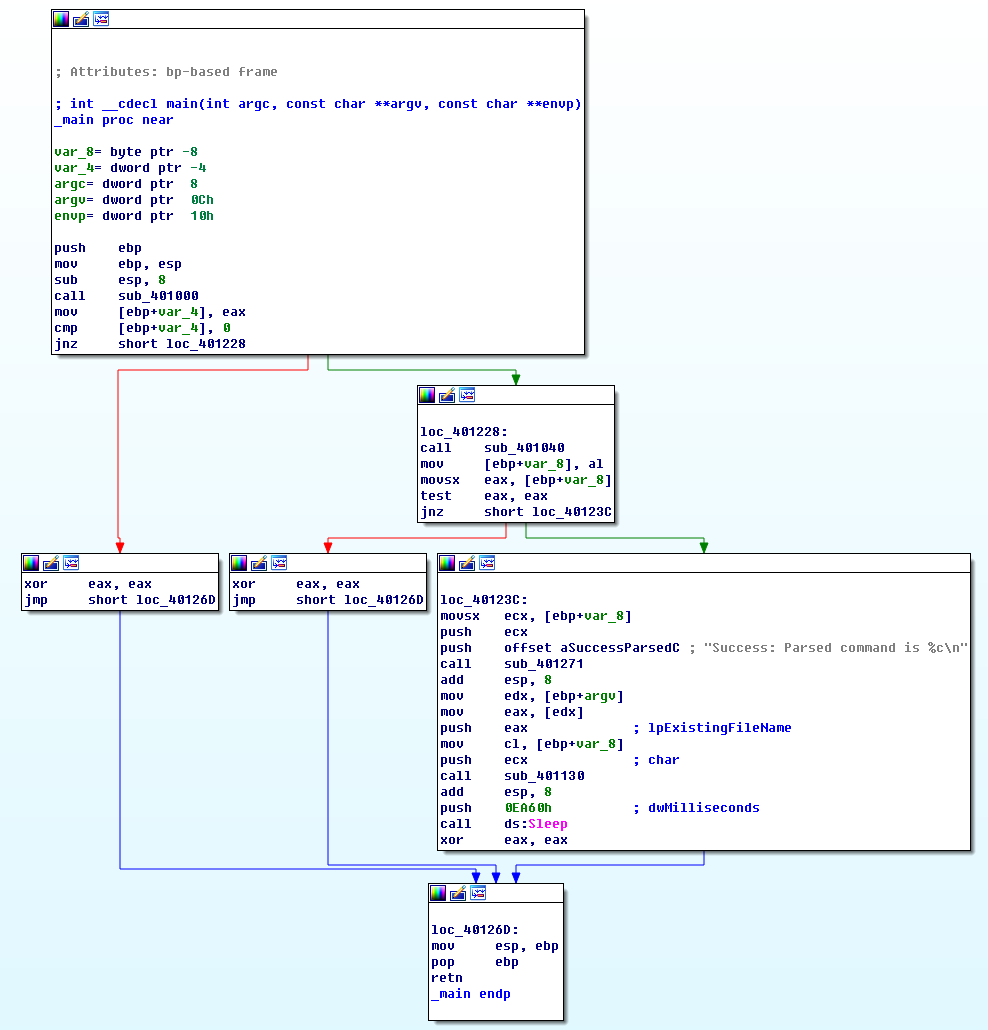 ; Attributes: bp-based frame
; int __cdecl main(int argc, const char **argv, const char **envp)
_main proc near
var_8= byte ptr -8
var_4= dword ptr -4
argc= dword ptr  8
argv= dword ptr  0Ch
envp= dword ptr  10h
push    ebp
mov     ebp, esp
sub     esp, 8
call    sub_401000
mov     [ebp+var_4], eax
cmp     [ebp+var_4], 0
jnz     short loc_401228
loc_401228:
call    sub_401040
mov     [ebp+var_8], al
movsx   eax, [ebp+var_8]
test    eax, eax
jnz     short loc_40123C
xor     eax, eax
jmp     short loc_40126D
xor     eax, eax
jmp     short loc_40126D
loc_40123C:
movsx   ecx, [ebp+var_8]
push    ecx
push    offset aSuccessParsedC ; "Success: Parsed command is %c\n"
call    sub_401271
add     esp, 8
mov     edx, [ebp+argv]
mov     eax, [edx]
push    eax             ; lpExistingFileName
mov     cl, [ebp+var_8]
push    ecx             ; char
call    sub_401130
add     esp, 8
push    0EA60h          ; dwMilliseconds
call    ds:Sleep
xor     eax, eax
loc_40126D:
mov     esp, ebp
pop     ebp
retn
_main endp